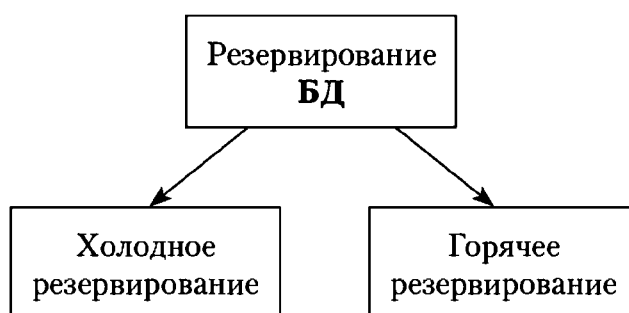 Резервирование
БД
Холодное
резервирование
Горячее
резервирование